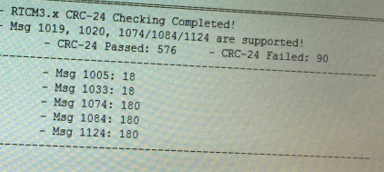 - RTCM3.x CRC-24 Checking Completed!
- Msg 1019, 1020, 1074/1084/1124 are supported!
- CRC-24 Passed: 576 - CRC-24 Failed: 90
- Msg 1005: 18
- Msg 1033: 18
- Msg 1074: 180
- Msg 1084: 180
- Msg 1124: 180